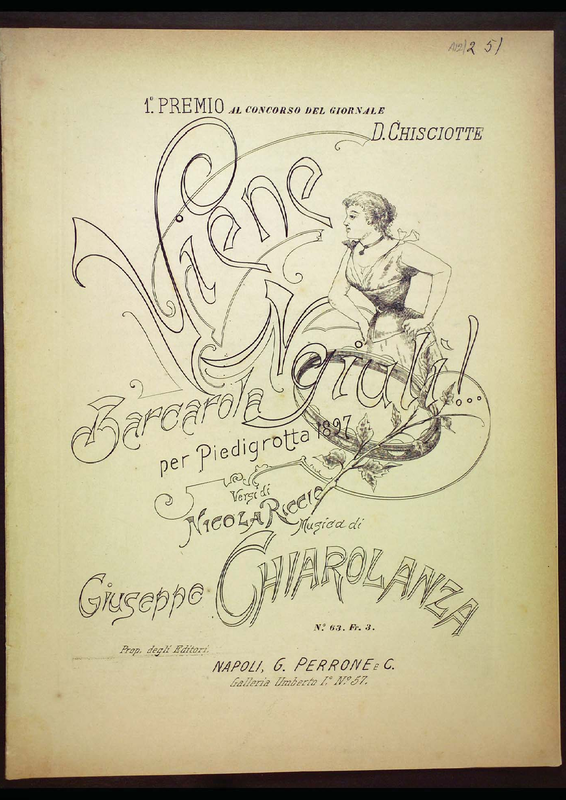 2 51
1.º PREMIO AL CONCORSO DEL GIORNALE
D. CHISCIOTTE
Viene
Ngiulì!...
Barcarola
per Piedigrotta 1897
Versi di
NICOLA RICCIO
Musica di
Giuseppe CHIAROLANZA
N.º 63. Fr. 3.
Prop. degli Editori.
NAPOLI, G. PERRONE E C.
Galleria Umberto I.º Nº 57.